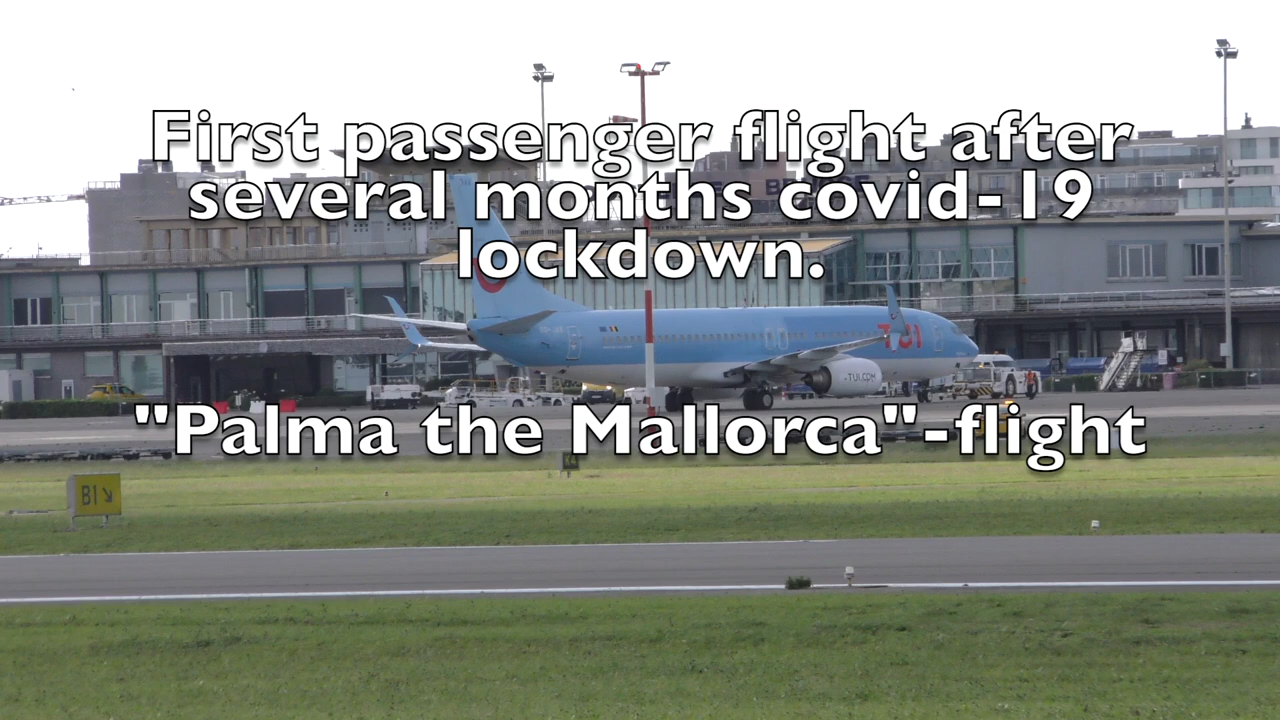 First passenger flight after
several months covid-19
lockdown.
TUI
TUI.COM
"Palma the Mallorca"-flight
B1↘